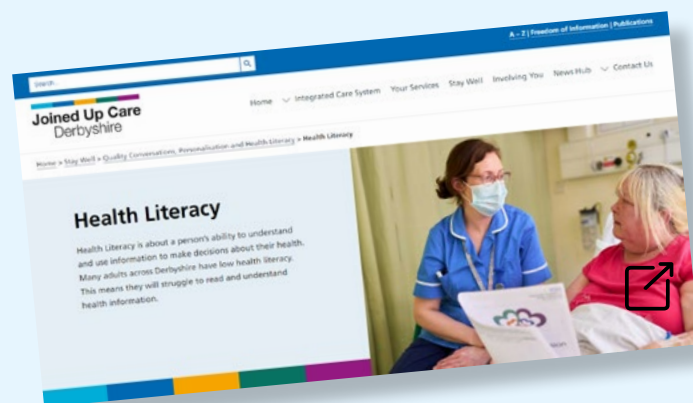 Search...
A – Z | Freedom of Information | Publications
Joined Up Care
Derbyshire
Home Integrated Care System Your Services Stay Well Involving You News Hub Contact Us
Home > Stay Well > Quality Conversations, Personalisation and Health Literacy > Health Literacy
Health Literacy
Health Literacy is about a person's ability to understand
and use information to make decisions about their health.
Many adults across Derbyshire have low health literacy.
This means they will struggle to read and understand
health information.